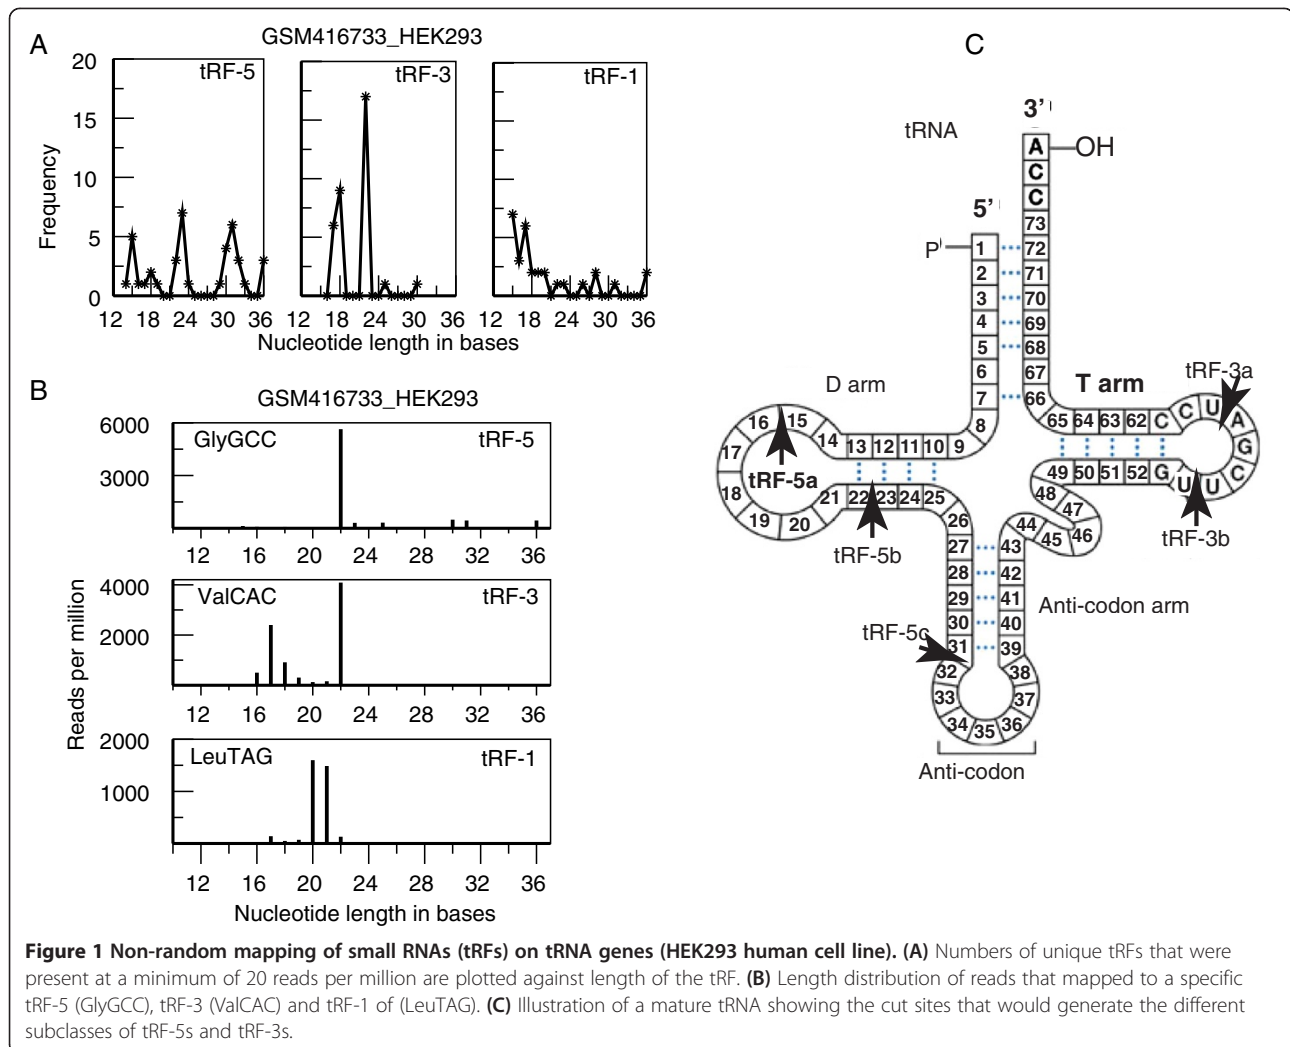 A
GSM416733_HEK293
tRF-5
tRF-3
tRF-1
Frequency
20
15
10
5
0
12 18 24 30 36
12 18 24 30 36
12 18 24 30 36
Nucleotide length in bases
B
GSM416733_HEK293
Reads per million
6000
3000
GlyGCC
tRF-5
12 16 20 24 28 32 36
4000
2000
ValCAC
tRF-3
12 16 20 24 28 32 36
2000
1000
LeuTAG
tRF-1
12 16 20 24 28 32 36
Nucleotide length in bases
C
tRNA
3’
A
OH
C
C
73
5’
P
1 72
2 71
3 70
4 69
5 68
6 67
7 66
8
9
10
11
12
13
14
15
16
17
18
19
20
21
22
23
24
25
26
27 43
28 42
29 41
30 40
31 39
32 38
33 37
34 35 36
44
45
46
47
48
49 50 51 52 G U U C G A U C C 62 63 64 65
D arm
T arm
tRF-3a
tRF-3b
tRF-5a
tRF-5b
tRF-5c
Anti-codon arm
Anti-codon
Figure 1 Non-random mapping of small RNAs (tRFs) on tRNA genes (HEK293 human cell line). (A) Numbers of unique tRFs that were
present at a minimum of 20 reads per million are plotted against length of the tRF. (B) Length distribution of reads that mapped to a specific
tRF-5 (GlyGCC), tRF-3 (ValCAC) and tRF-1 of (LeuTAG). (C) Illustration of a mature tRNA showing the cut sites that would generate the different
subclasses of tRF-5s and tRF-3s.